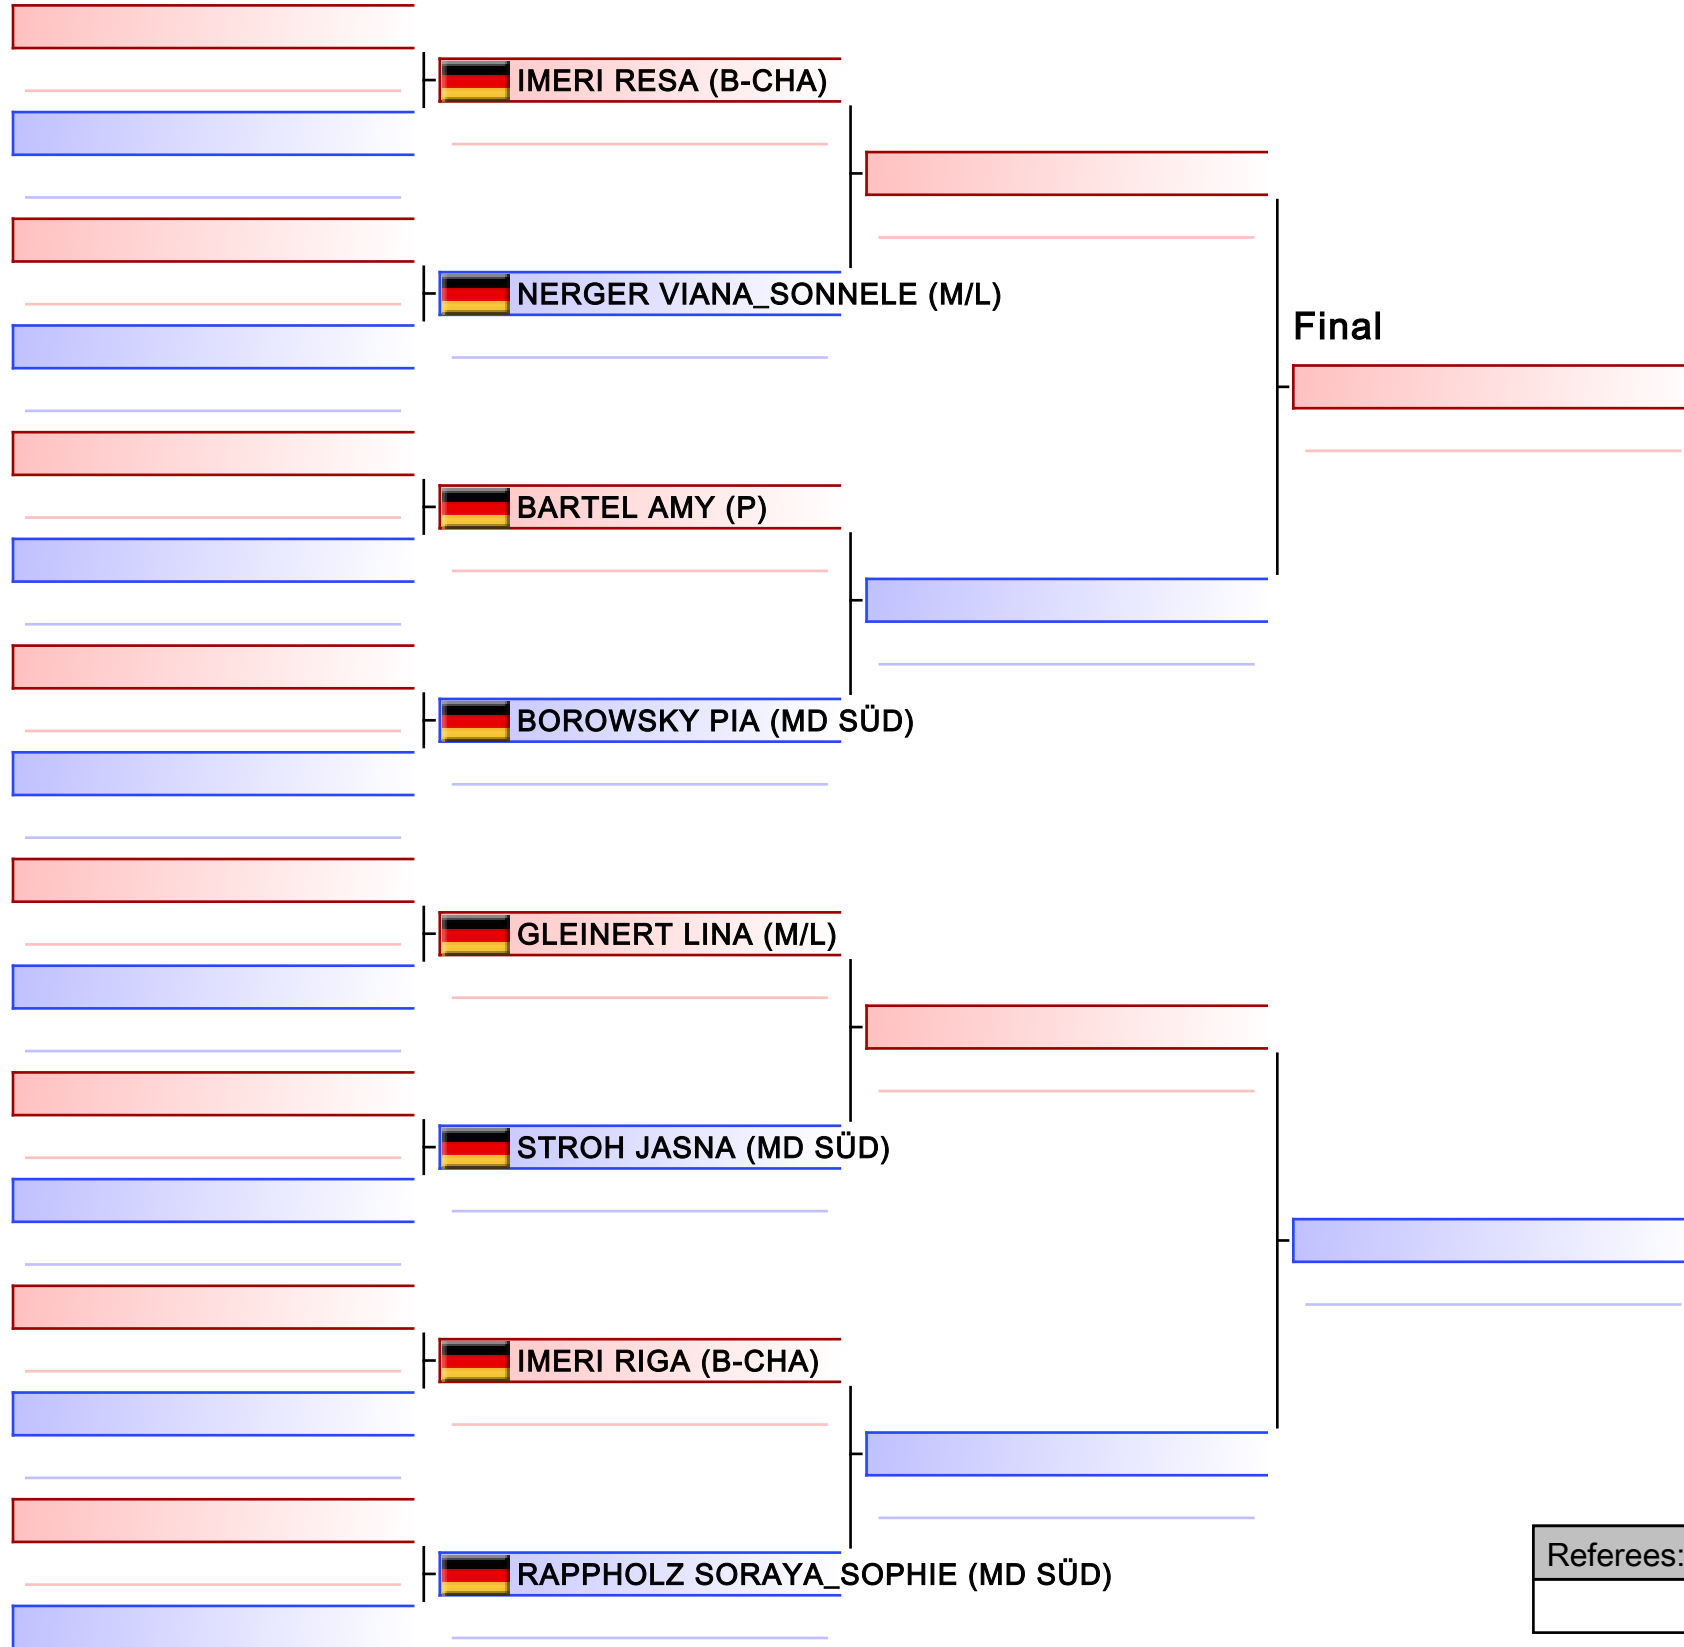 IMERI RESA (B-CHA)
NERGER VIANA_SONNELE (M/L)
Final
BARTEL AMY (P)
BOROWSKY PIA (MD SÜD)
GLEINERT LINA (M/L)
STROH JASNA (MD SÜD)
IMERI RIGA (B-CHA)
RAPPHOLZ SORAYA_SOPHIE (MD SÜD)
Referees: